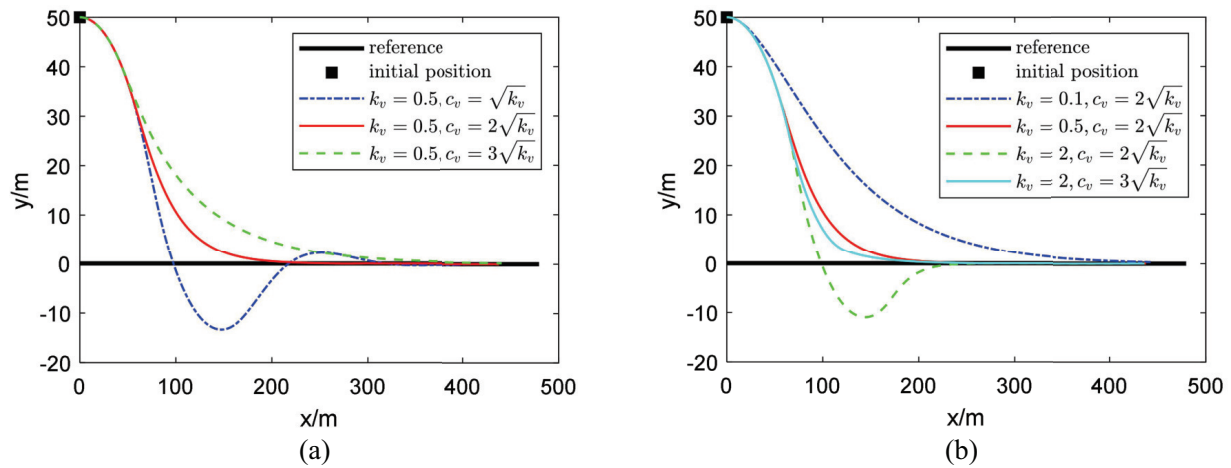 50
40
30
20
10
0
-10
-20
y/m
0 100 200 300 400 500
x/m
reference
initial position
k_v = 0.5, c_v = √k_v
k_v = 0.5, c_v = 2√k_v
k_v = 0.5, c_v = 3√k_v
(a)
50
40
30
20
10
0
-10
-20
y/m
0 100 200 300 400 500
x/m
reference
initial position
k_v = 0.1, c_v = 2√k_v
k_v = 0.5, c_v = 2√k_v
k_v = 2, c_v = 2√k_v
k_v = 2, c_v = 3√k_v
(b)